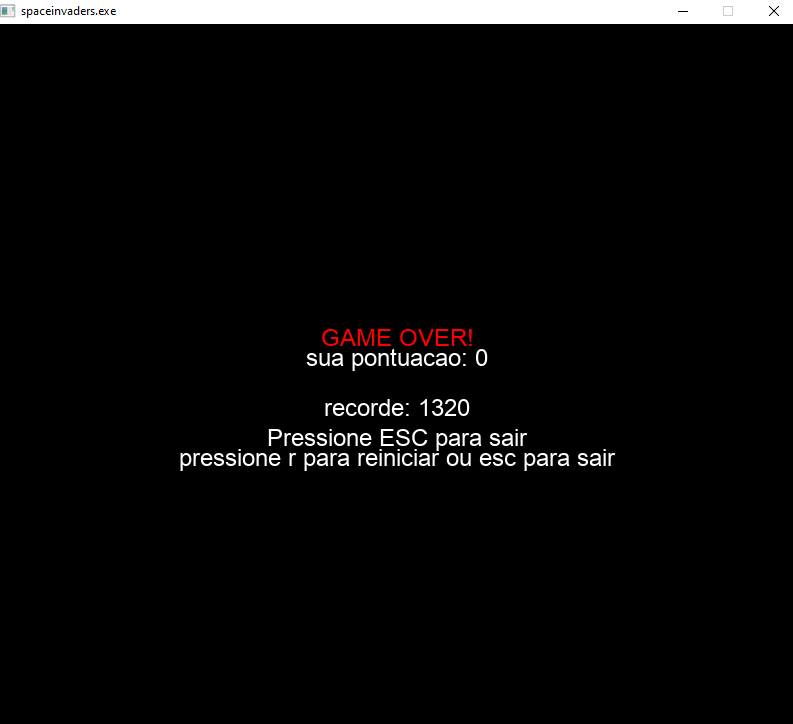 spaceinvaders.exe
GAME OVER!
sua pontuacao: 0
recorde: 1320
Pressione ESC para sair
pressione r para reiniciar ou esc para sair